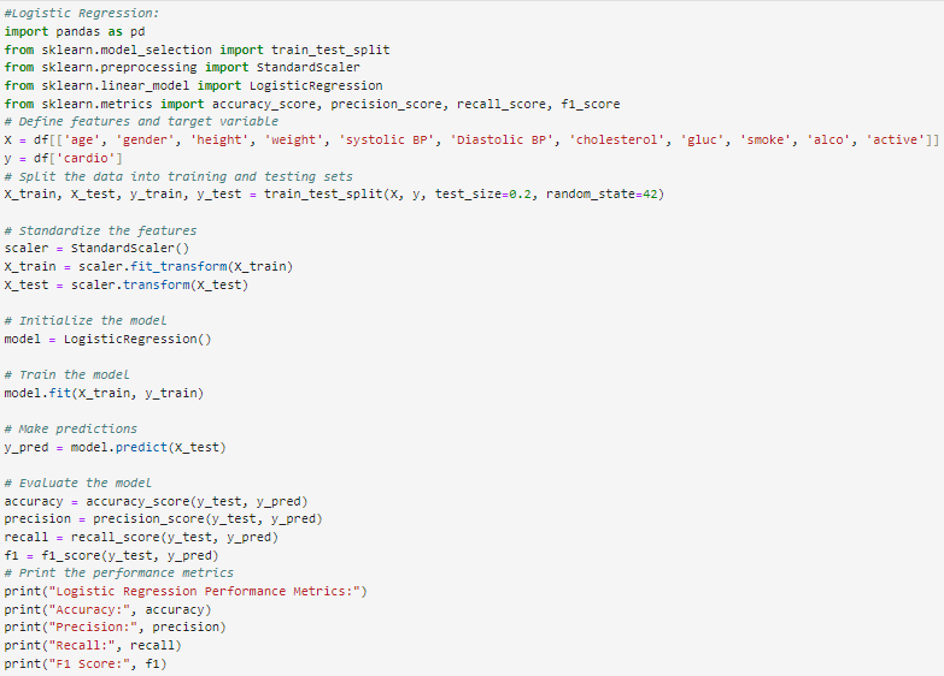 #Logistic Regression:
import pandas as pd
from sklearn.model_selection import train_test_split
from sklearn.preprocessing import StandardScaler
from sklearn.linear_model import LogisticRegression
from sklearn.metrics import accuracy_score, precision_score, recall_score, f1_score
# Define features and target variable
X = df[['age', 'gender', 'height', 'weight', 'systolic BP', 'Diastolic BP', 'cholesterol', 'gluc', 'smoke', 'alco', 'active']]
y = df['cardio']
# Split the data into training and testing sets
X_train, X_test, y_train, y_test = train_test_split(X, y, test_size=0.2, random_state=42)
# Standardize the features
scaler = StandardScaler()
X_train = scaler.fit_transform(X_train)
X_test = scaler.transform(X_test)
# Initialize the model
model = LogisticRegression()
# Train the model
model.fit(X_train, y_train)
# Make predictions
y_pred = model.predict(X_test)
# Evaluate the model
accuracy = accuracy_score(y_test, y_pred)
precision = precision_score(y_test, y_pred)
recall = recall_score(y_test, y_pred)
f1 = f1_score(y_test, y_pred)
# Print the performance metrics
print("Logistic Regression Performance Metrics:")
print("Accuracy:", accuracy)
print("Precision:", precision)
print("Recall:", recall)
print("F1 Score:", f1)